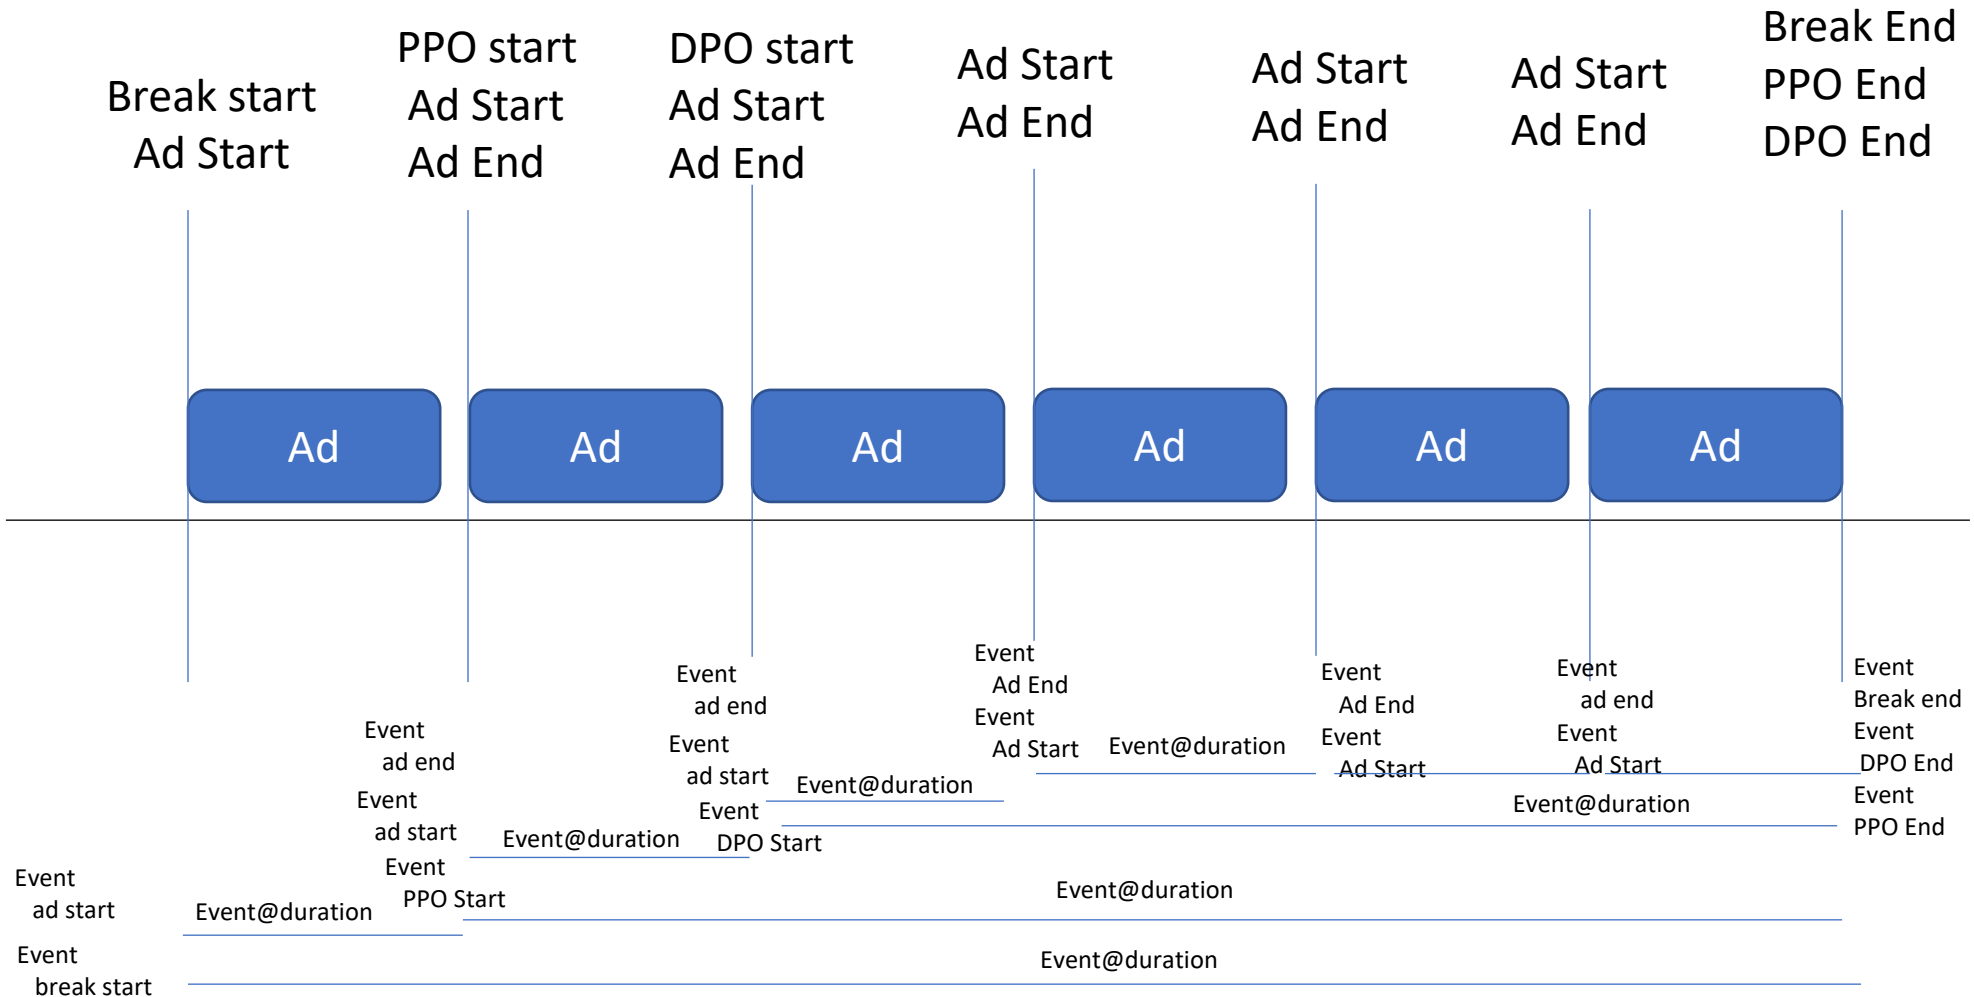 Break start
Ad Start
PPO start
Ad Start
Ad End
DPO start
Ad Start
Ad End
Ad Start
Ad End
Ad Start
Ad End
Ad Start
Ad End
Break End
PPO End
DPO End
Ad
Ad
Ad
Ad
Ad
Ad
Event
ad start
Event
break start
Event@duration
Event
ad end
Event
ad start
Event
PPO Start
Event@duration
Event
ad end
Event
ad start
Event
DPO Start
Event@duration
Event
Ad End
Event
Ad Start
Event@duration
Event
Ad End
Event
Ad Start
Event
ad end
Event
Ad Start
Event@duration
Event
Break end
Event
DPO End
Event
PPO End
Event@duration
Event@duration